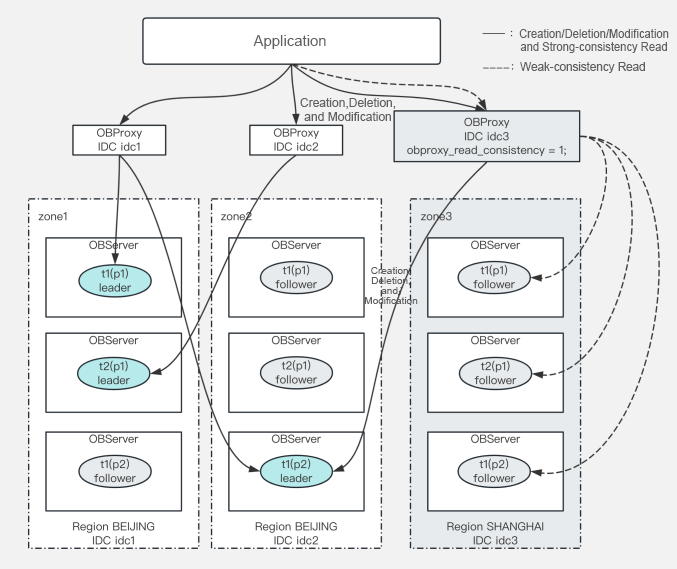 Application
—— : Creation/Deletion/Modification
and Strong-consistency Read
----: Weak-consistency Read
Creation,Deletion,
and Modification
OBProxy
IDC idc1
OBProxy
IDC idc2
OBProxy
IDC idc3
obproxy_read_consistency = 1;
zone1
OBServer
t1(p1)
leader
OBServer
t2(p1)
leader
OBServer
t1(p2)
follower
Region BEIJING
IDC idc1
zone2
OBServer
t1(p1)
follower
OBServer
t2(p1)
follower
OBServer
t1(p2)
leader
Region BEIJING
IDC idc2
Creation,
Deletion,
and
Modification
zone3
OBServer
t1(p1)
follower
OBServer
t2(p1)
follower
OBServer
t1(p2)
follower
Region SHANGHAI
IDC idc3